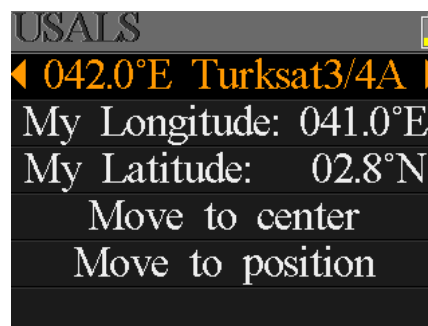 USALS
042.0°E Turksat3/4A
My Longitude: 041.0°E
My Latitude: 02.8°N
Move to center
Move to position